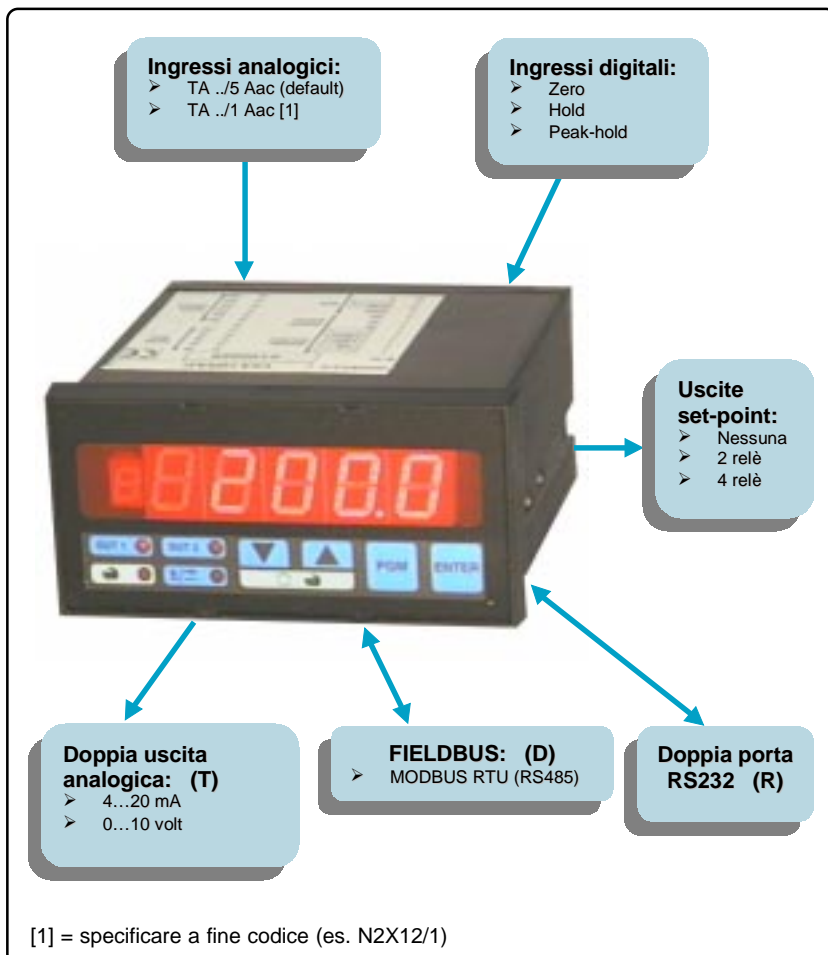 Ingressi analogici:
➢ TA ../5 Aac (default)
➢ TA ../1 Aac [1]
Ingressi digitali:
➢ Zero
➢ Hold
➢ Peak-hold
Uscite
set-point:
➢ Nessuna
➢ 2 relè
➢ 4 relè
2000.0
OUT 1 OUT 2
PGM ENTER
Doppia uscita
analogica: (T)
➢ 4…20 mA
➢ 0…10 volt
FIELDBUS: (D)
➢ MODBUS RTU (RS485)
Doppia porta
RS232 (R)
[1] = specificare a fine codice (es. N2X12/1)